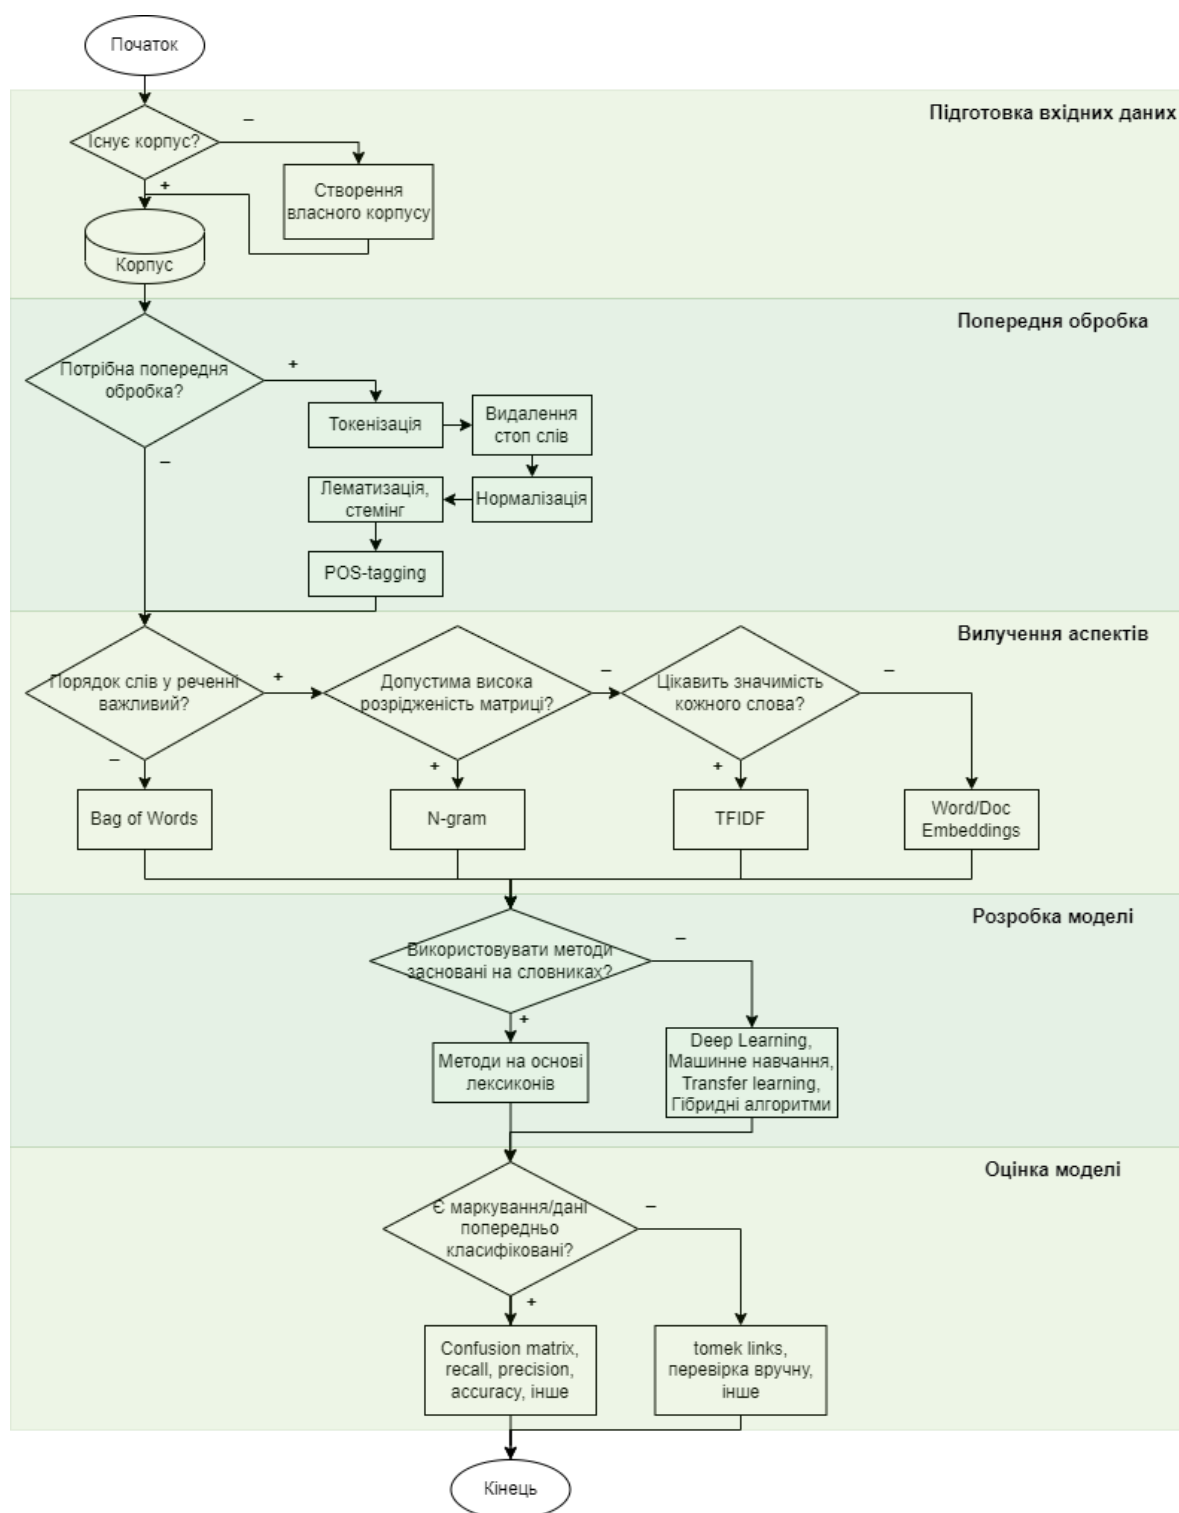 Початок
Підготовка вхідних даних
Існує корпус?
–
+
Створення
власного корпусу
Корпус
Попередня обробка
Потрібна попередня
обробка?
+
–
Токенізація
Видалення
стоп слів
Нормалізація
Лематизація,
стемінг
POS-tagging
Вилучення аспектів
Порядок слів у реченні
важливий?
+
–
Допустима висока
розрідженість матриці?
–
+
Цікавить значимість
кожного слова?
–
+
Bag of Words
N-gram
TFIDF
Word/Doc
Embeddings
Розробка моделі
Використовувати методи
засновані на словниках?
–
+
Методи на основі
лексиконів
Deep Learning,
Машинне навчання,
Transfer learning,
Гібридні алгоритми
Оцінка моделі
Є маркування/дані
попередньо
класифіковані?
–
+
Confusion matrix,
recall, precision,
accuracy, інше
tomek links,
перевірка вручну,
інше
Кінець